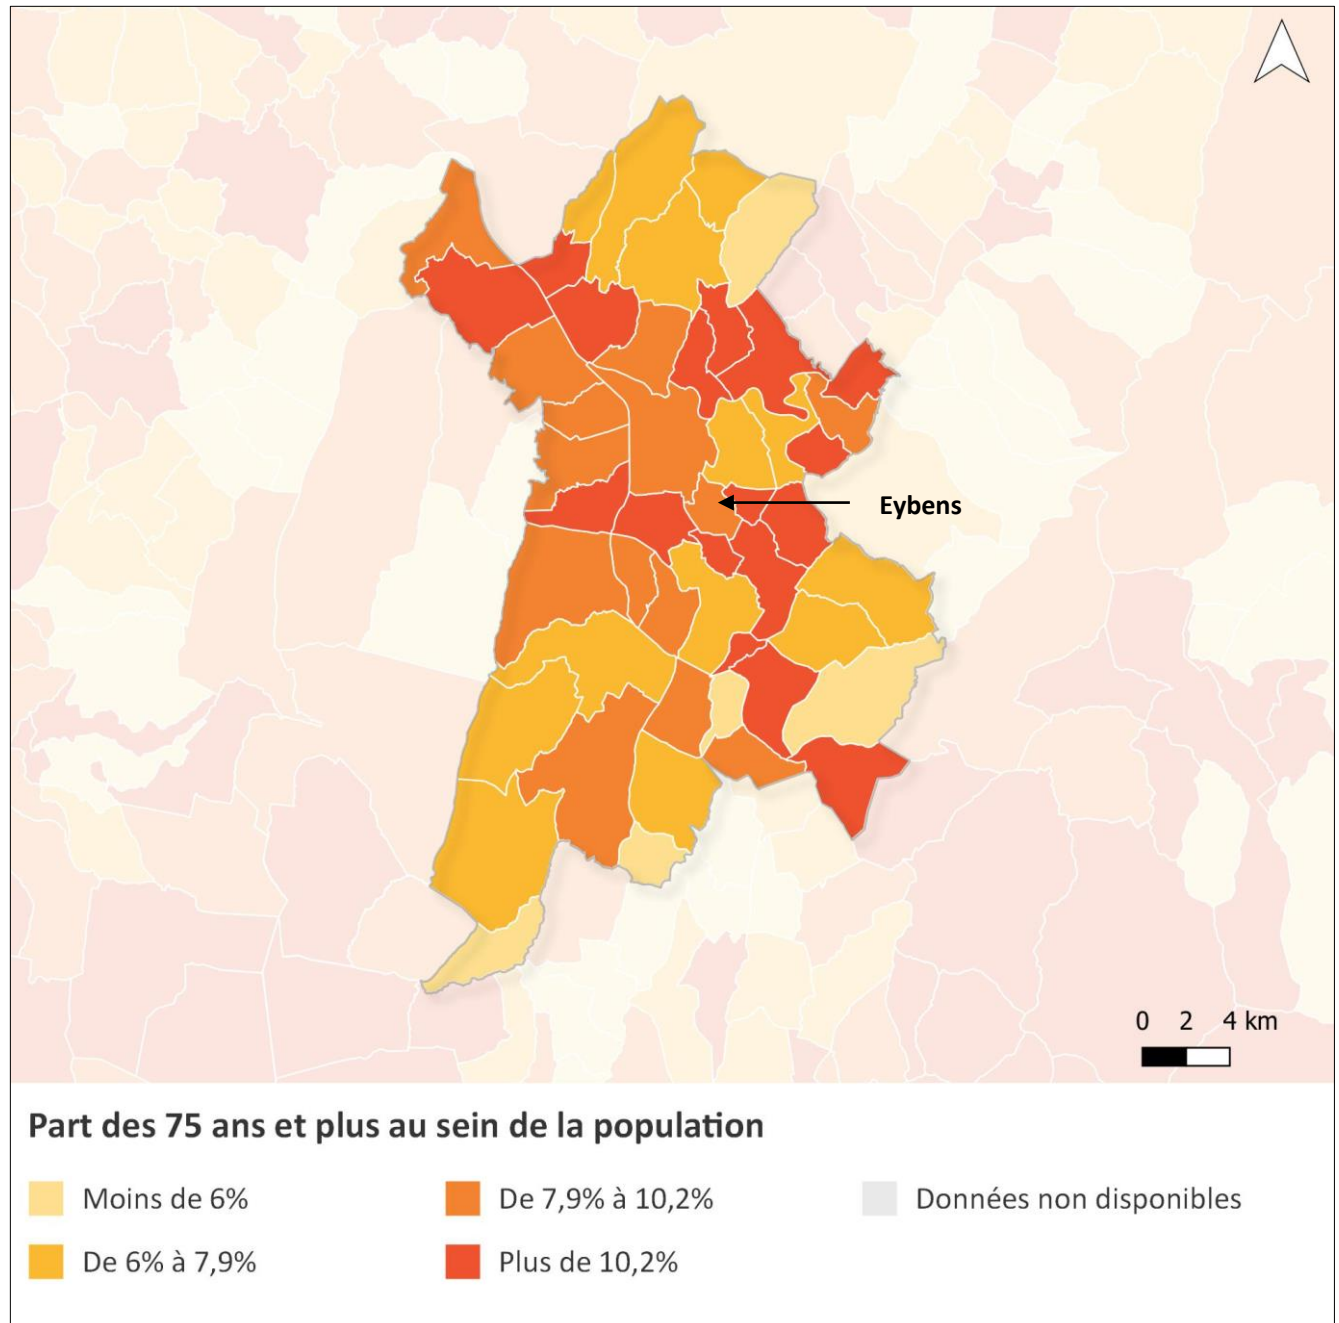 Eybens
0 2 4 km
Part des 75 ans et plus au sein de la population
Moins de 6%
De 7,9% à 10,2%
Données non disponibles
De 6% à 7,9%
Plus de 10,2%